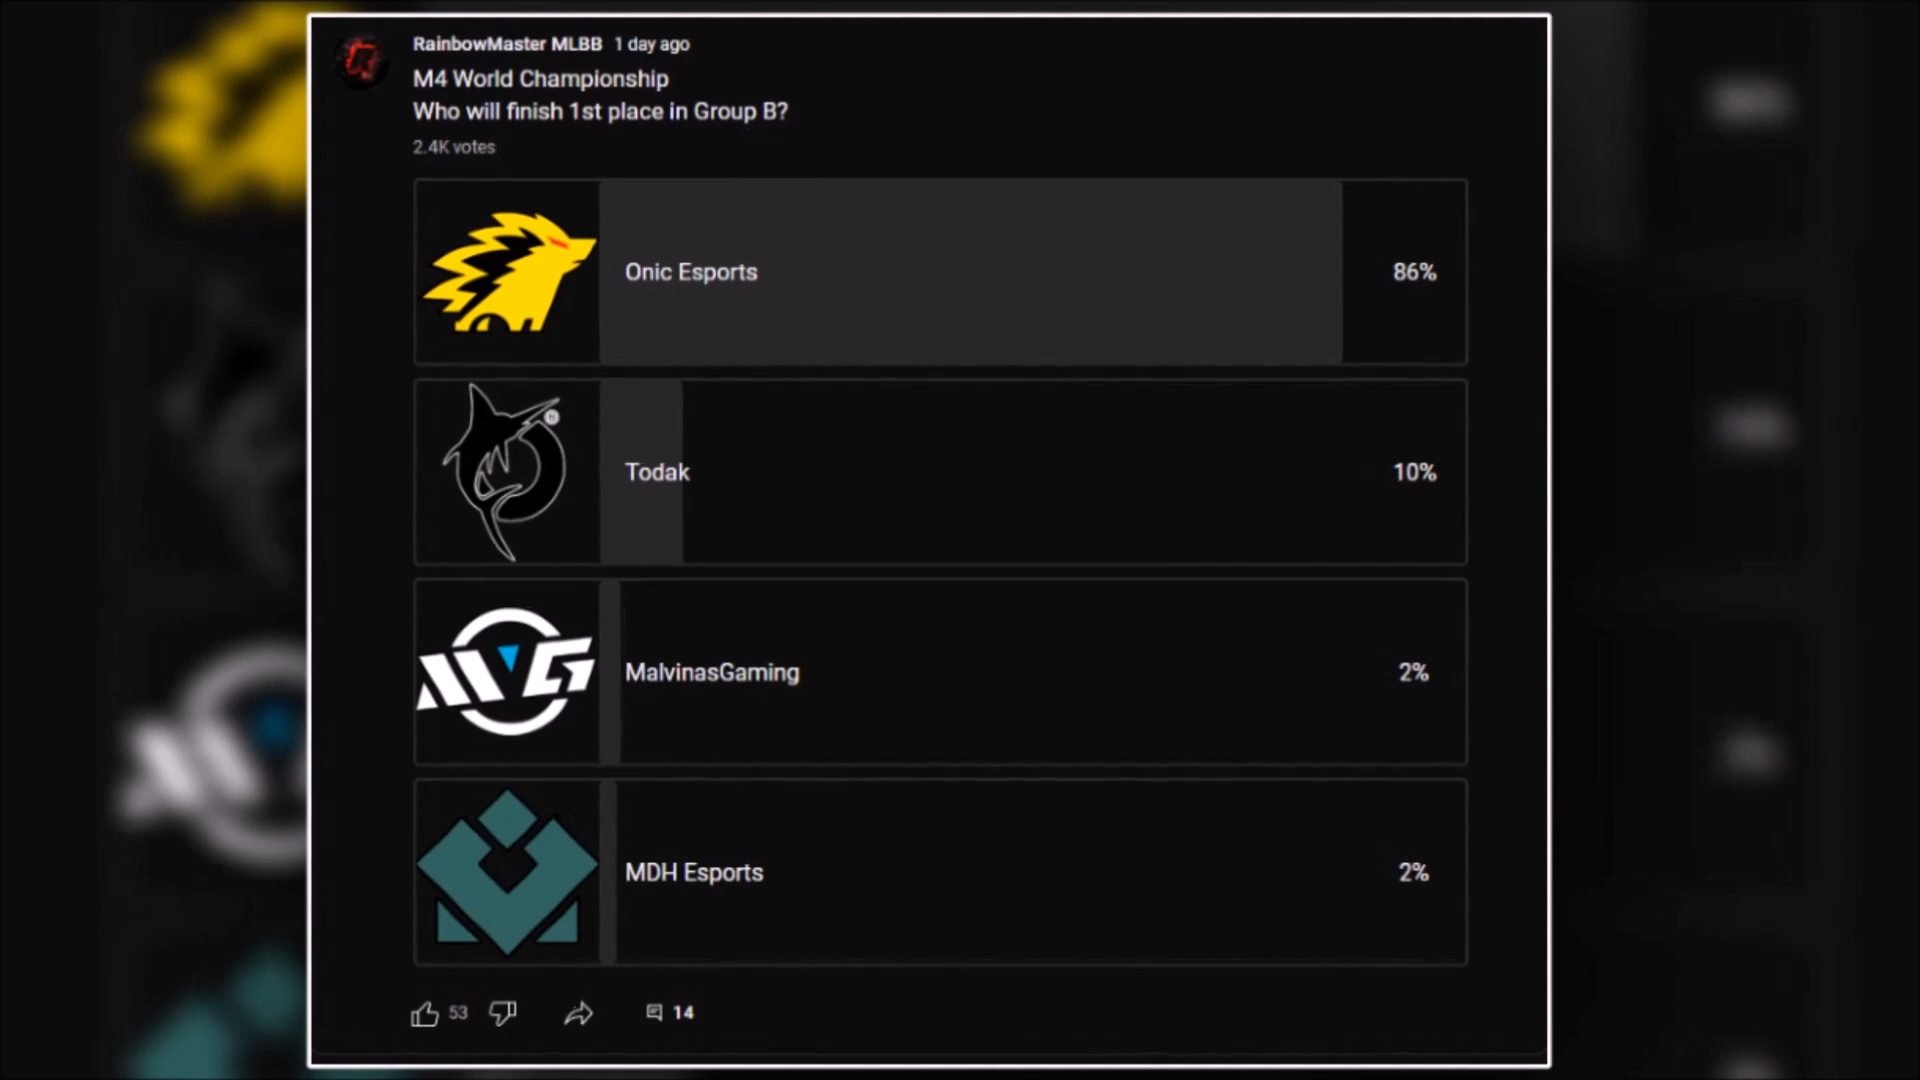 RainbowMaster MLBB 1 day ago
M4 World Championship
Who will finish 1st place in Group B?
2.4K votes
Onic Esports 86%
Todak 10%
MVG
MalvinasGaming 2%
MDH Esports 2%
53 14